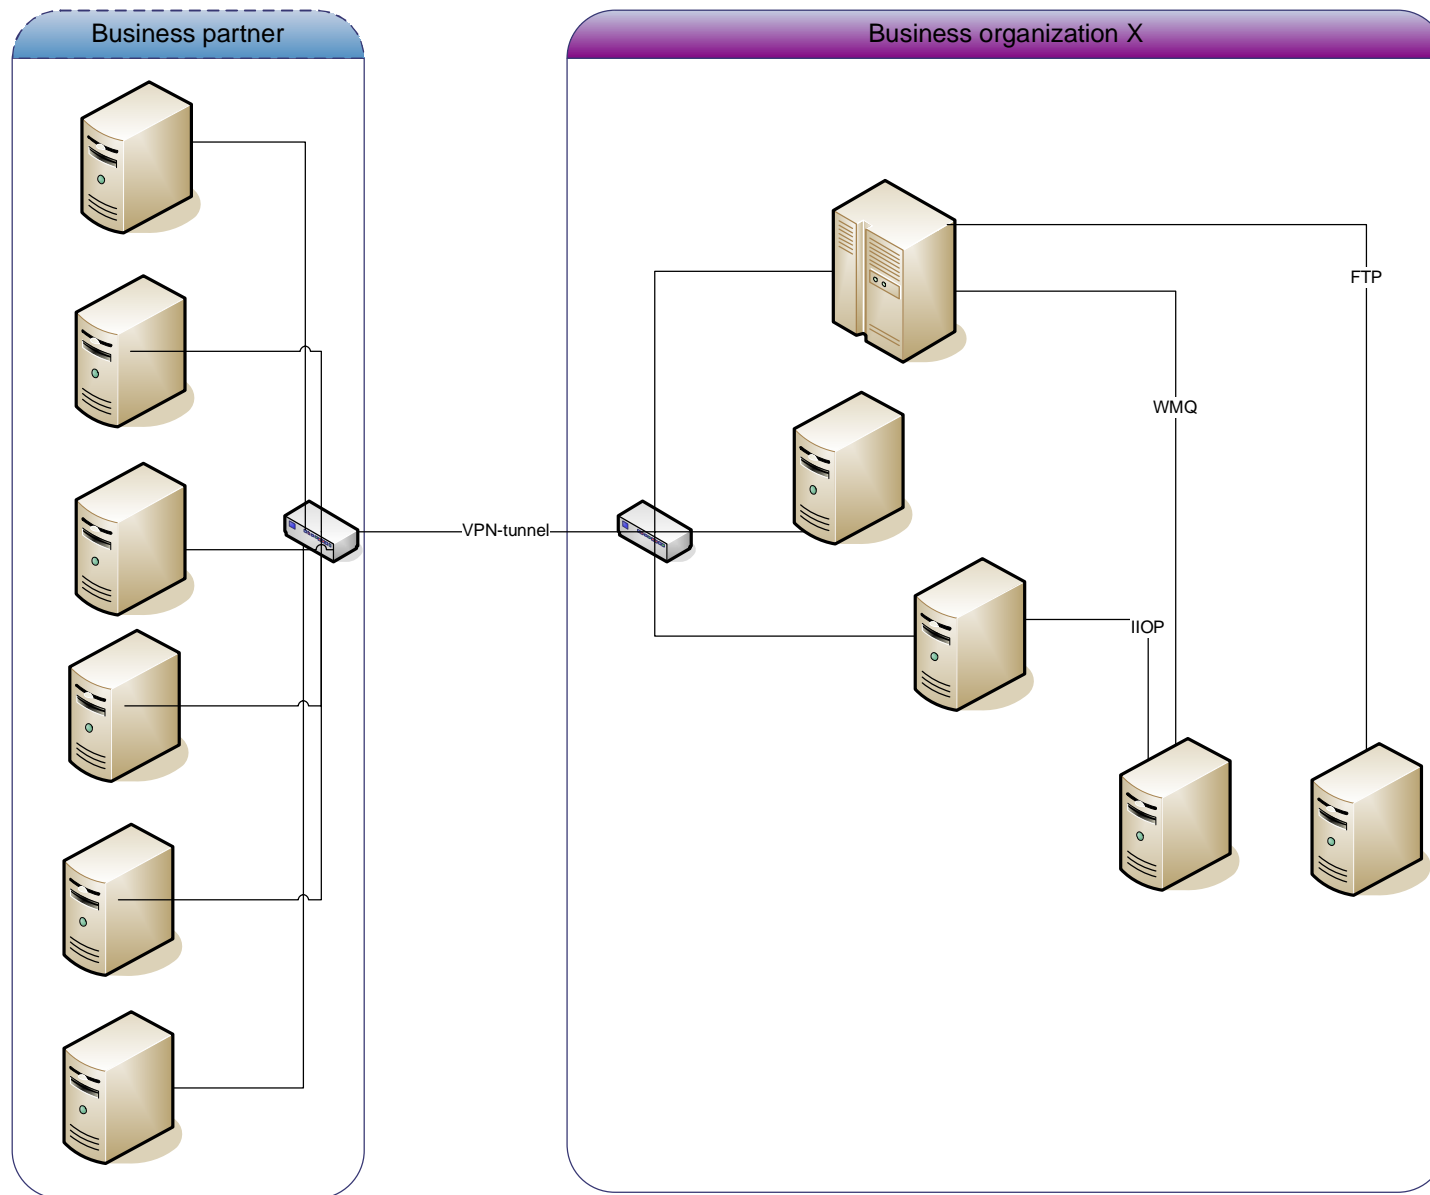 Business partner
Business organization X
FTP
WMQ
VPN-tunnel
IIOP